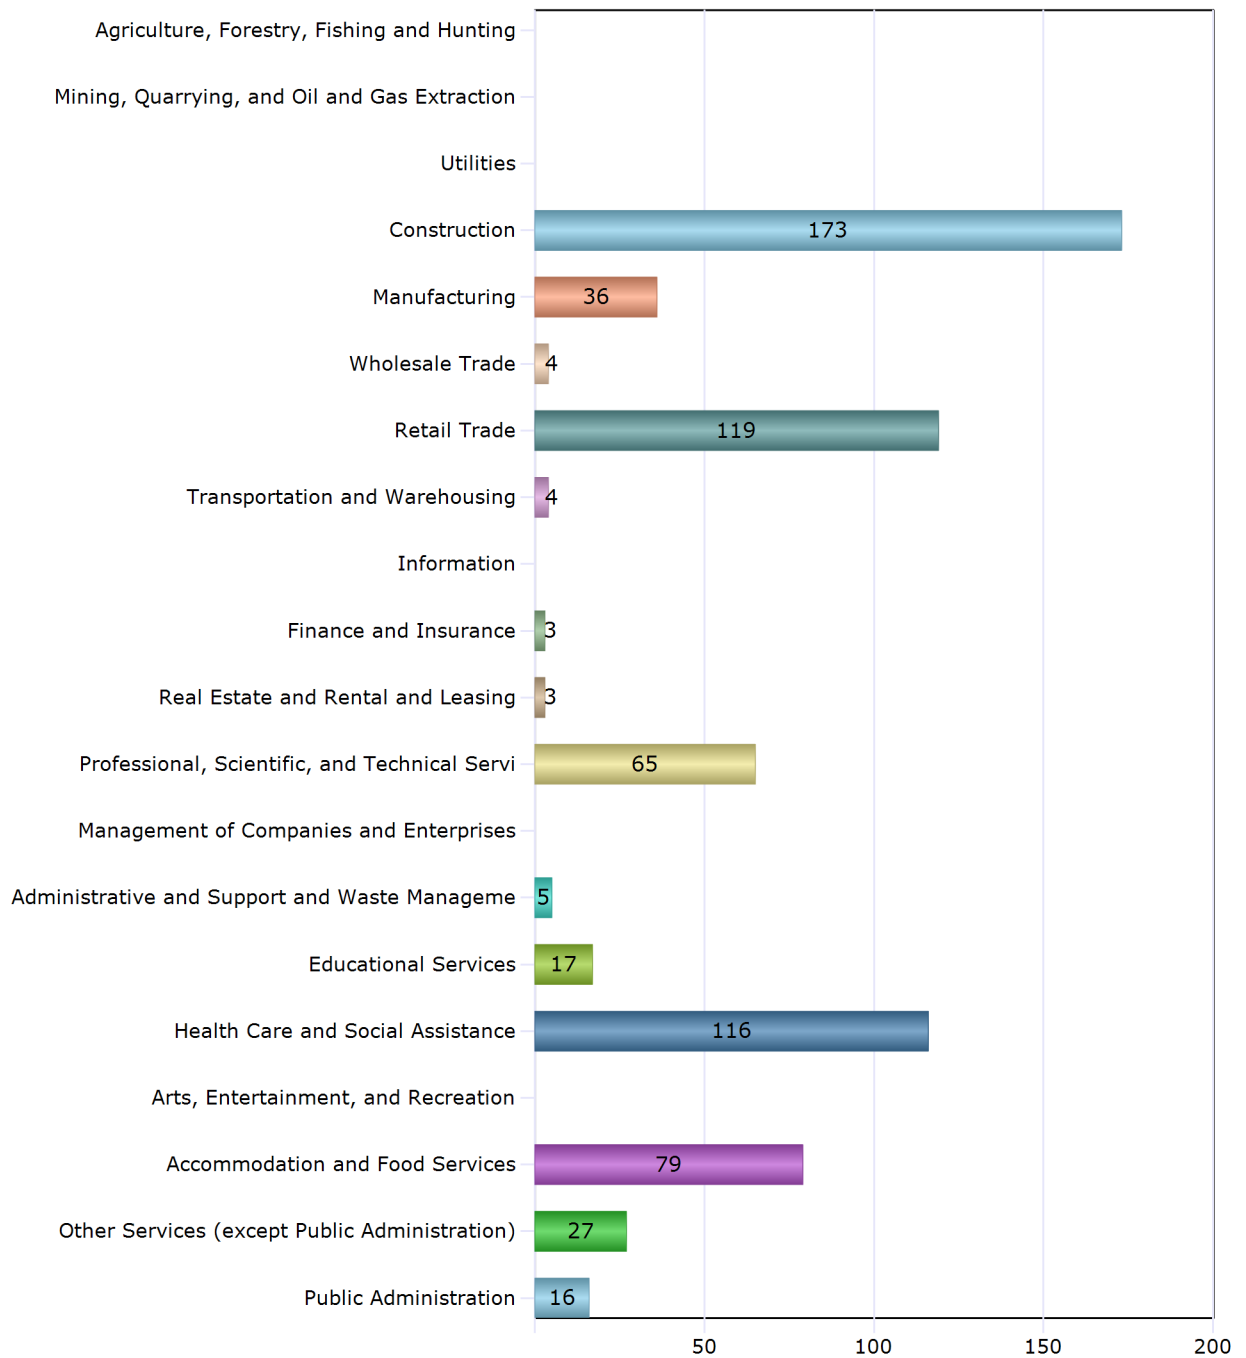 Agriculture, Forestry, Fishing and Hunting
Mining, Quarrying, and Oil and Gas Extraction
Utilities
Construction 173
Manufacturing 36
Wholesale Trade 4
Retail Trade 119
Transportation and Warehousing 4
Information
Finance and Insurance 3
Real Estate and Rental and Leasing 3
Professional, Scientific, and Technical Servi 65
Management of Companies and Enterprises
Administrative and Support and Waste Manageme 5
Educational Services 17
Health Care and Social Assistance 116
Arts, Entertainment, and Recreation
Accommodation and Food Services 79
Other Services (except Public Administration) 27
Public Administration 16
50 100 150 200